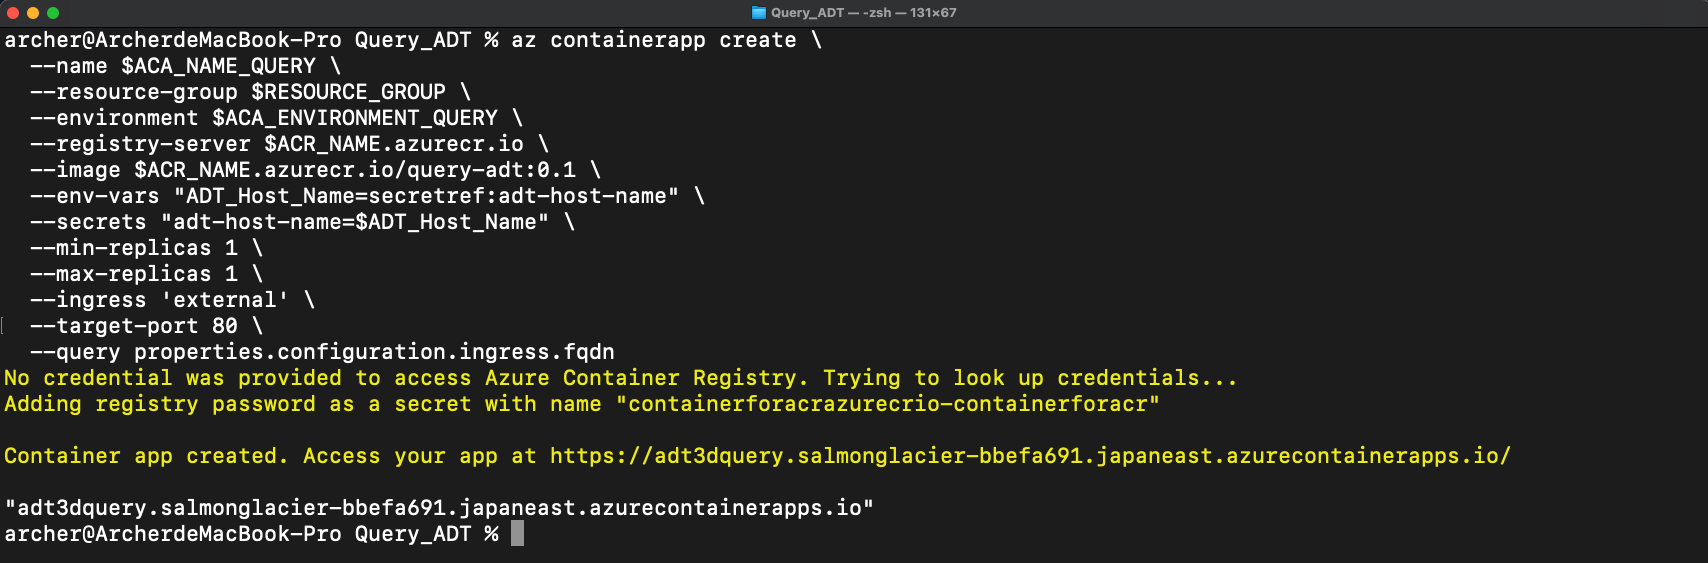 Query_ADT — -zsh — 131×67
archer@ArcherdeMacBook-Pro Query_ADT % az containerapp create \
--name $ACA_NAME_QUERY \
--resource-group $RESOURCE_GROUP \
--environment $ACA_ENVIRONMENT_QUERY \
--registry-server $ACR_NAME.azurecr.io \
--image $ACR_NAME.azurecr.io/query-adt:0.1 \
--env-vars "ADT_Host_Name=secretref:adt-host-name" \
--secrets "adt-host-name=$ADT_Host_Name" \
--min-replicas 1 \
--max-replicas 1 \
--ingress 'external' \
--target-port 80 \
--query properties.configuration.ingress.fqdn
No credential was provided to access Azure Container Registry. Trying to look up credentials...
Adding registry password as a secret with name "containerforacrazurecrio-containerforacr"
Container app created. Access your app at https://adt3dquery.salmonglacier-bbefa691.japaneast.azurecontainerapps.io/
"adt3dquery.salmonglacier-bbefa691.japaneast.azurecontainerapps.io"
archer@ArcherdeMacBook-Pro Query_ADT %